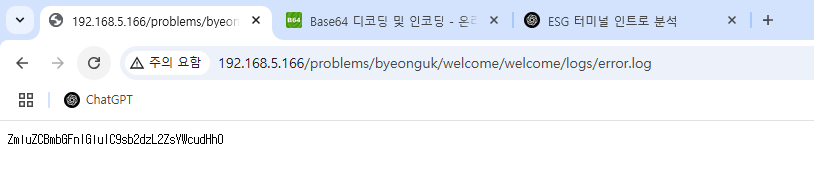 192.168.5.166/problems/byeon
Base64 디코딩 및 인코딩 - 온라
ESG 터미널 인트로 분석
주의 요함
192.168.5.166/problems/byeonguk/welcome/welcome/logs/error.log
ChatGPT
ZmluZCBmbGFnIGluIC9sb2dzL2ZsYWcudHh0